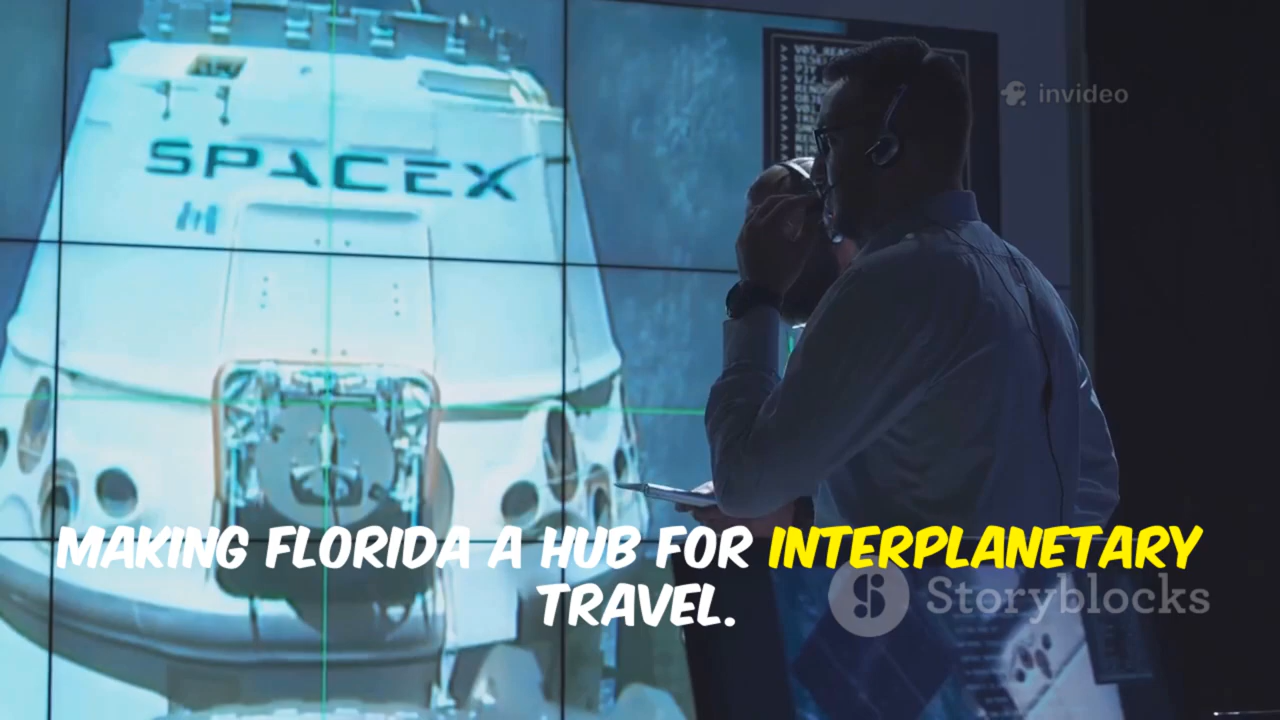 SPACEX
invideo
MAKING FLORIDA A HUB FOR INTERPLANETARY
TRAVEL.
Storyblocks